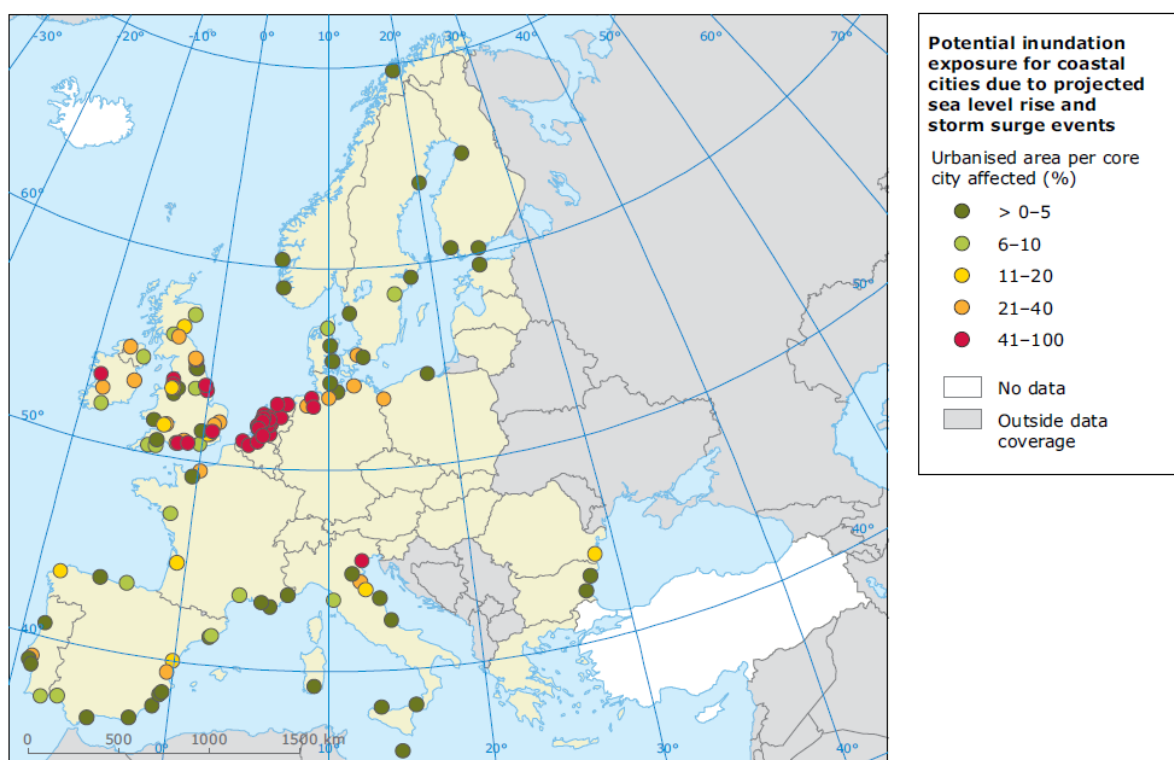 -30° -20° -10° 0° 10° 20° 30° 40° 50° 60° 70°
60°
50°
50°
40°
40°
0 500 1000 1500 km
0° 10° 20° 30° 40°
Potential inundation
exposure for coastal
cities due to projected
sea level rise and
storm surge events
Urbanised area per core
city affected (%)
> 0–5
6–10
11–20
21–40
41–100
No data
Outside data
coverage